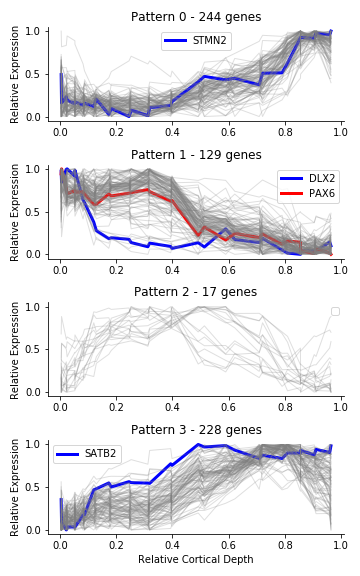 Pattern 0 - 244 genes
Relative Expression
1.0
0.5
0.0
STMN2
0.0 0.2 0.4 0.6 0.8 1.0
Pattern 1 - 129 genes
Relative Expression
1.0
0.5
0.0
DLX2
PAX6
0.0 0.2 0.4 0.6 0.8 1.0
Pattern 2 - 17 genes
Relative Expression
1.0
0.5
0.0
0.0 0.2 0.4 0.6 0.8 1.0
Pattern 3 - 228 genes
Relative Expression
1.0
0.5
0.0
SATB2
0.0 0.2 0.4 0.6 0.8 1.0
Relative Cortical Depth